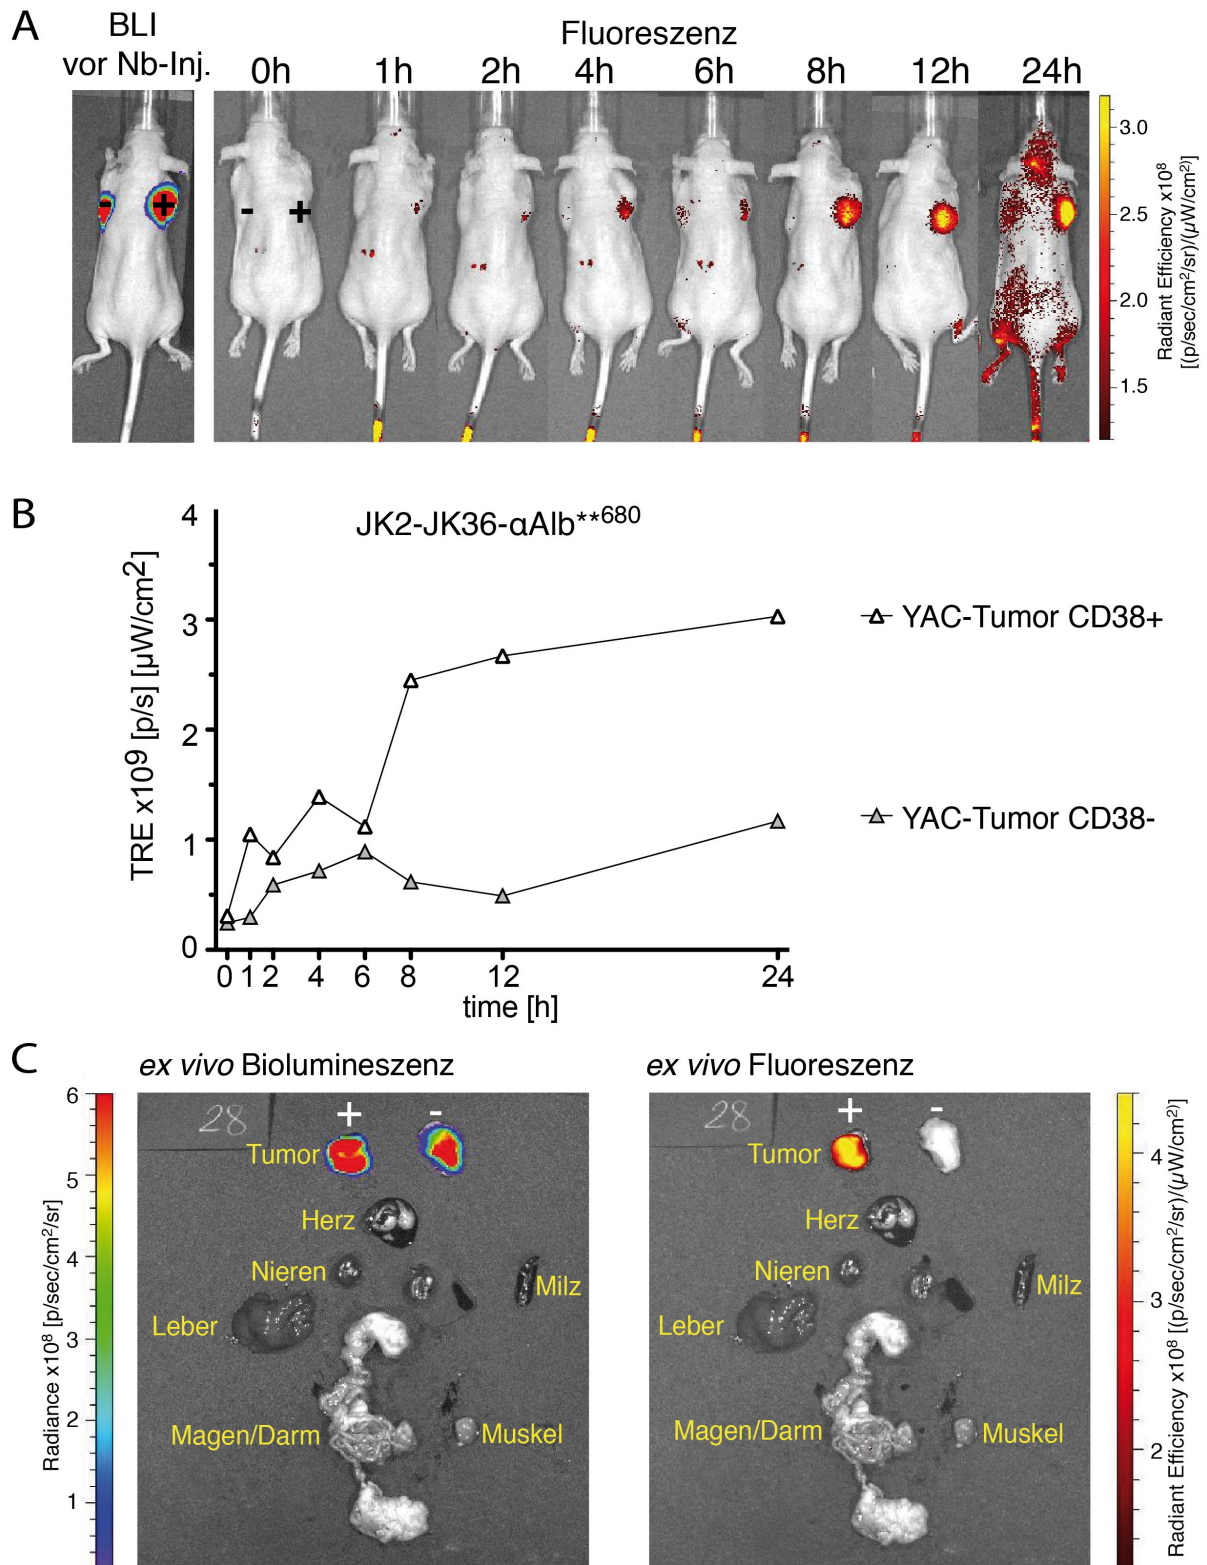 A
BLI
vor Nb-Inj.
Fluoreszenz
0h 1h 2h 4h 6h 8h 12h 24h
- +
- +
3.0
2.5
2.0
1.5
Radiant Efficiency x10⁸
[(p/sec/cm²/sr)/(µW/cm²)]
B
JK2-JK36-αAlb**⁶⁸⁰
TRE x10⁹ [p/s] [µW/cm²]
4
3
2
1
0
0 1 2 4 6 8 12 24
time [h]
YAC-Tumor CD38+
YAC-Tumor CD38-
C
ex vivo Biolumineszenz
Radiance x10⁸ [p/sec/cm²/sr]
6
5
4
3
2
1
28
+ -
Tumor
Herz
Nieren
Milz
Leber
Magen/Darm
Muskel
ex vivo Fluoreszenz
28
+ -
Tumor
Herz
Nieren
Milz
Leber
Magen/Darm
Muskel
4
3
2
Radiant Efficiency x10⁸ [(p/sec/cm²/sr)/(µW/cm²)]